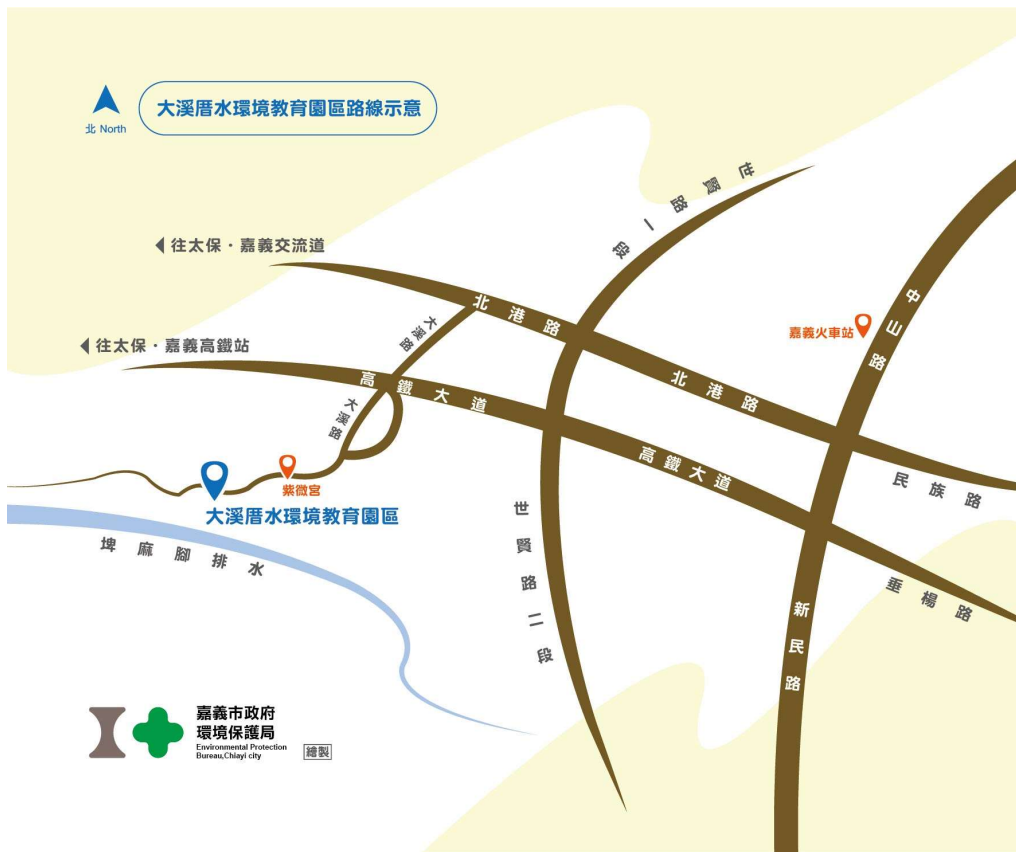 北 North
大溪厝水環境教育園區路線示意
世賢路一段
往太保・嘉義交流道
北港路
中山路
嘉義火車站
大溪路
往太保・嘉義高鐵站
高鐵大道
北港路
大溪路
高鐵大道
民族路
紫微宮
大溪厝水環境教育園區
世賢路二段
埤麻腳排水
垂楊路
新民路
嘉義市政府
環境保護局
Environmental Protection
Bureau,Chiayi city
繪製